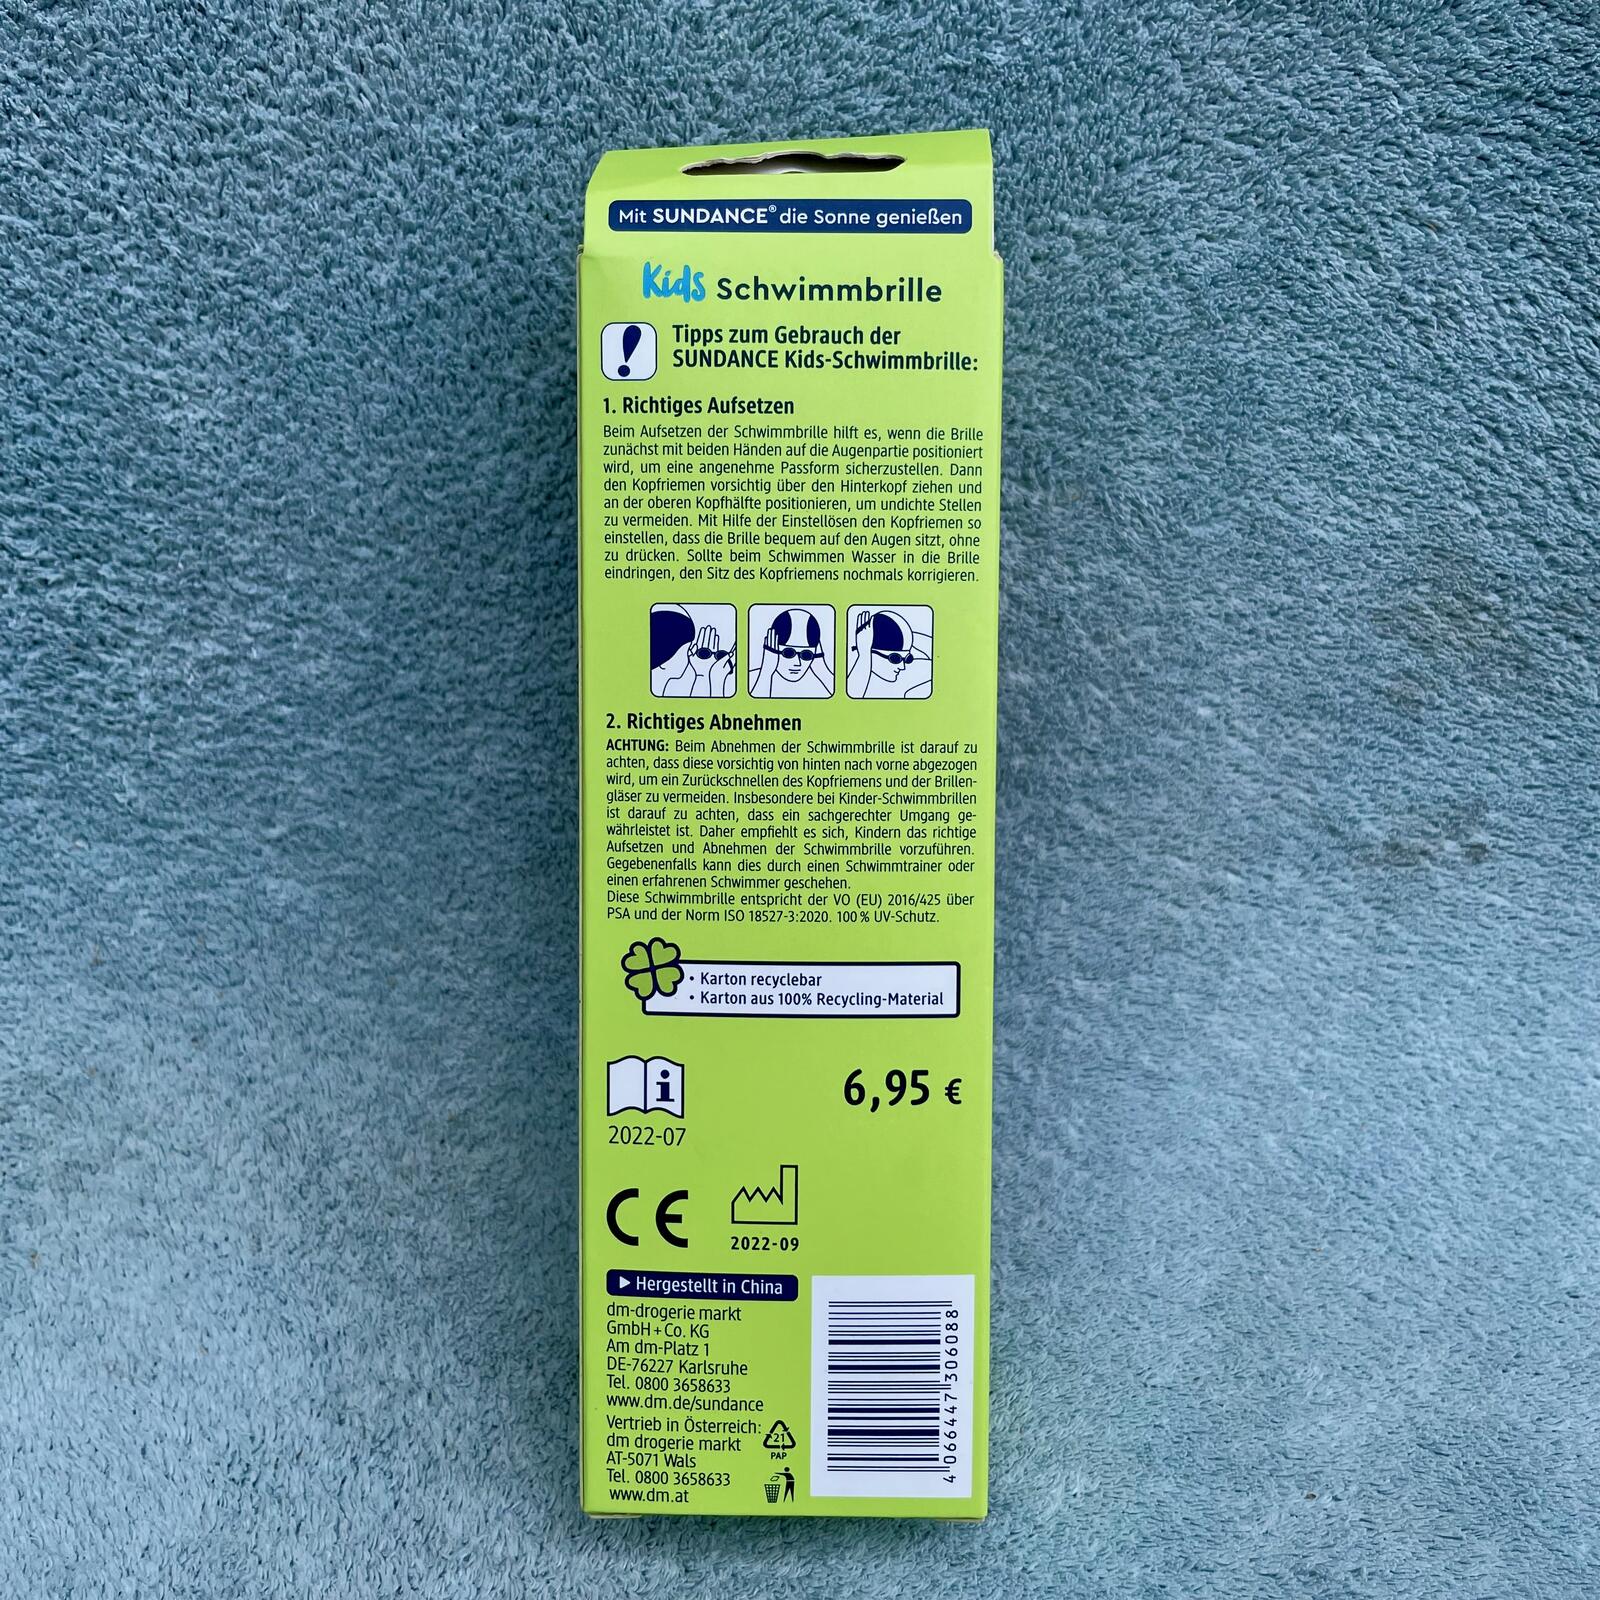 Mit SUNDANCE® die Sonne genießen
Kids Schwimmbrille
Tipps zum Gebrauch der
SUNDANCE Kids-Schwimmbrille:
1. Richtiges Aufsetzen
Beim Aufsetzen der Schwimmbrille hilft es, wenn die Brille
zunächst mit beiden Händen auf die Augenpartie positioniert
wird, um eine angenehme Passform sicherzustellen. Dann
den Kopfriemen vorsichtig über den Hinterkopf ziehen und
an der oberen Kopfhälfte positionieren, um undichte Stellen
zu vermeiden. Mit Hilfe der Einstellösen den Kopfriemen so
einstellen, dass die Brille bequem auf den Augen sitzt, ohne
zu drücken. Sollte beim Schwimmen Wasser in die Brille
eindringen, den Sitz des Kopfriemens nochmals korrigieren.
2. Richtiges Abnehmen
ACHTUNG: Beim Abnehmen der Schwimmbrille ist darauf zu
achten, dass diese vorsichtig von hinten nach vorne abgezogen
wird, um ein Zurückschnellen des Kopfriemens und der Brillen-
gläser zu vermeiden. Insbesondere bei Kinder-Schwimmbrillen
ist darauf zu achten, dass ein sachgerechter Umgang ge-
währleistet ist. Daher empfiehlt es sich, Kindern das richtige
Aufsetzen und Abnehmen der Schwimmbrille vorzuführen.
Gegebenenfalls kann dies durch einen Schwimmtrainer oder
einen erfahrenen Schwimmer geschehen.
Diese Schwimmbrille entspricht der VO (EU) 2016/425 über
PSA und der Norm ISO 18527-3:2020. 100 % UV-Schutz.
• Karton recyclebar
• Karton aus 100% Recycling-Material
i
2022-07
6,95 €
CE
2022-09
Hergestellt in China
dm-drogerie markt
GmbH + Co. KG
Am dm-Platz 1
DE-76227 Karlsruhe
Tel. 0800 3658633
www.dm.de/sundance
Vertrieb in Österreich:
dm drogerie markt
AT-5071 Wals
Tel. 0800 3658633
www.dm.at
21
PAP
4 066447 306088